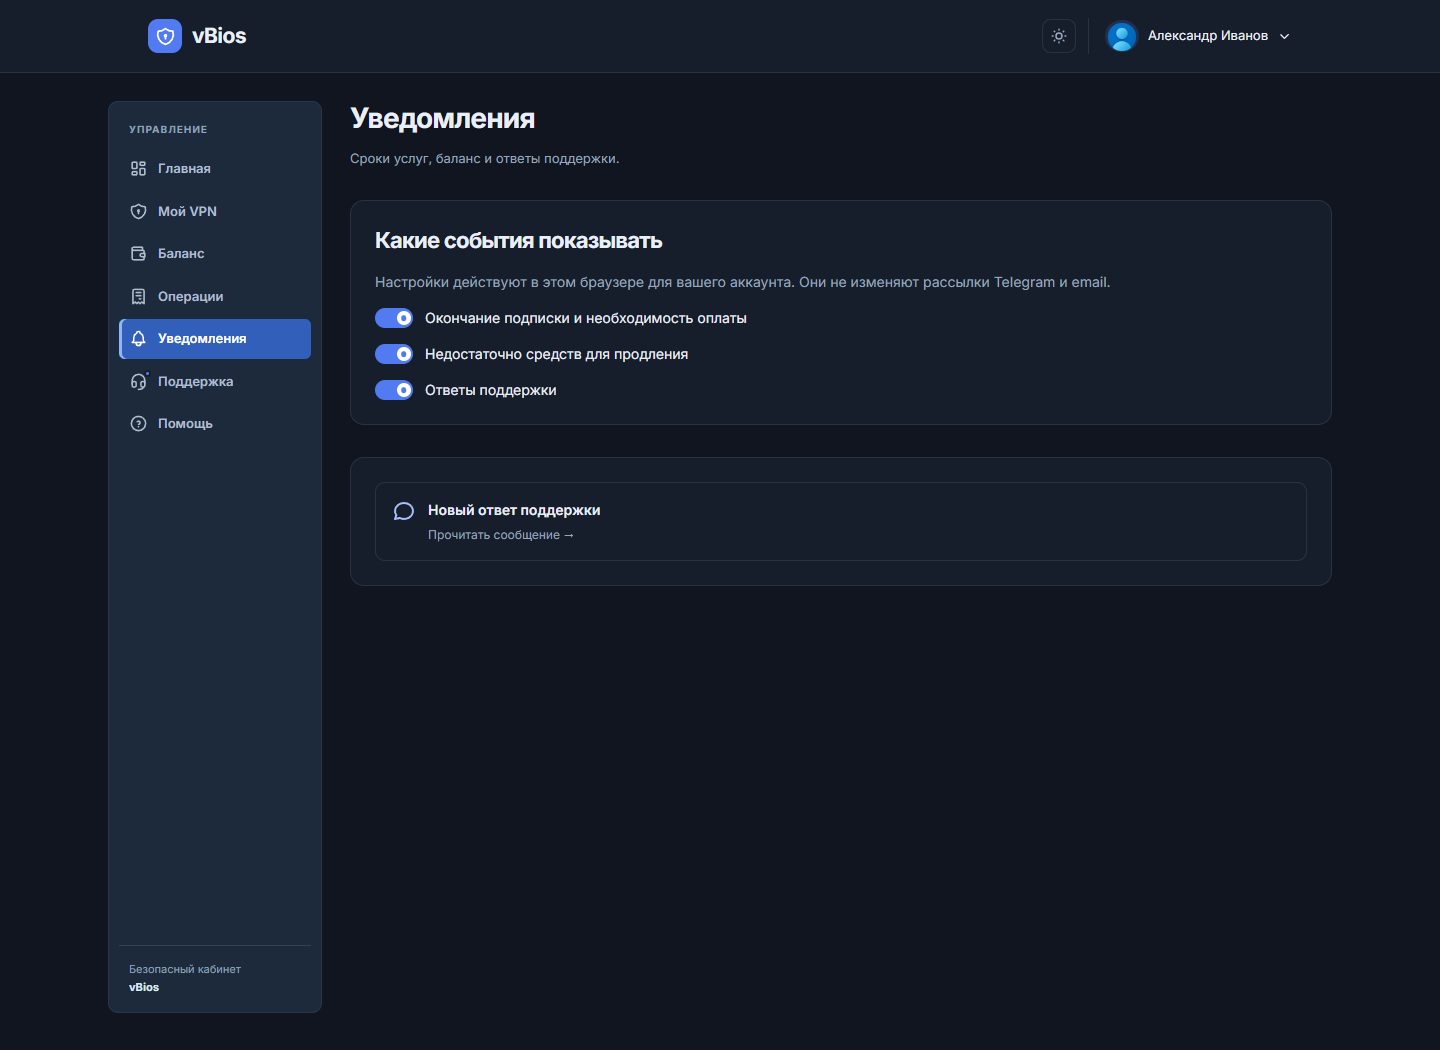 vBios
Александр Иванов
УПРАВЛЕНИЕ
Главная
Мой VPN
Баланс
Операции
Уведомления
Поддержка
Помощь
Безопасный кабинет
vBios
Уведомления
Сроки услуг, баланс и ответы поддержки.
Какие события показывать
Настройки действуют в этом браузере для вашего аккаунта. Они не изменяют рассылки Telegram и email.
Окончание подписки и необходимость оплаты
Недостаточно средств для продления
Ответы поддержки
Новый ответ поддержки
Прочитать сообщение →